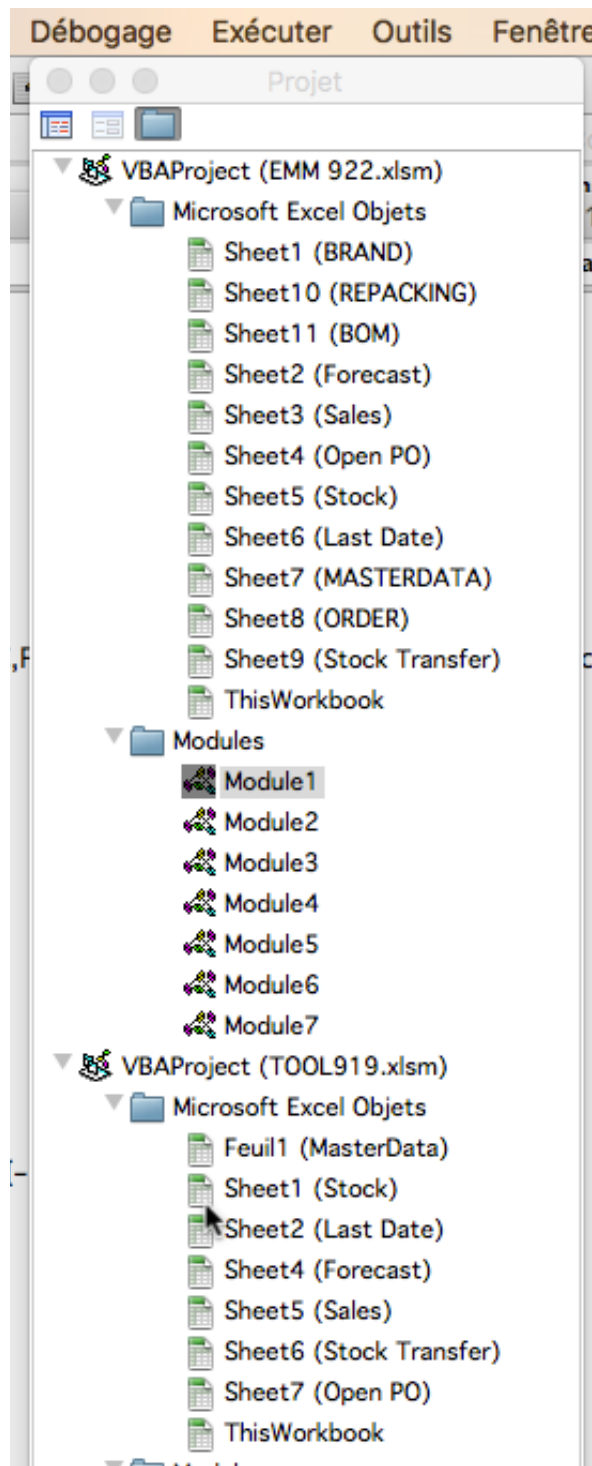 Débogage Exécuter Outils Fenêtre
Projet
VBAProject (EMM 922.xlsm)
Microsoft Excel Objets
Sheet1 (BRAND)
Sheet10 (REPACKING)
Sheet11 (BOM)
Sheet2 (Forecast)
Sheet3 (Sales)
Sheet4 (Open PO)
Sheet5 (Stock)
Sheet6 (Last Date)
Sheet7 (MASTERDATA)
Sheet8 (ORDER)
,F Sheet9 (Stock Transfer)
ThisWorkbook
Modules
Module1
Module2
Module3
Module4
Module5
Module6
Module7
VBAProject (TOOL919.xlsm)
Microsoft Excel Objets
Feuil1 (MasterData)
Sheet1 (Stock)
Sheet2 (Last Date)
Sheet4 (Forecast)
Sheet5 (Sales)
Sheet6 (Stock Transfer)
Sheet7 (Open PO)
ThisWorkbook